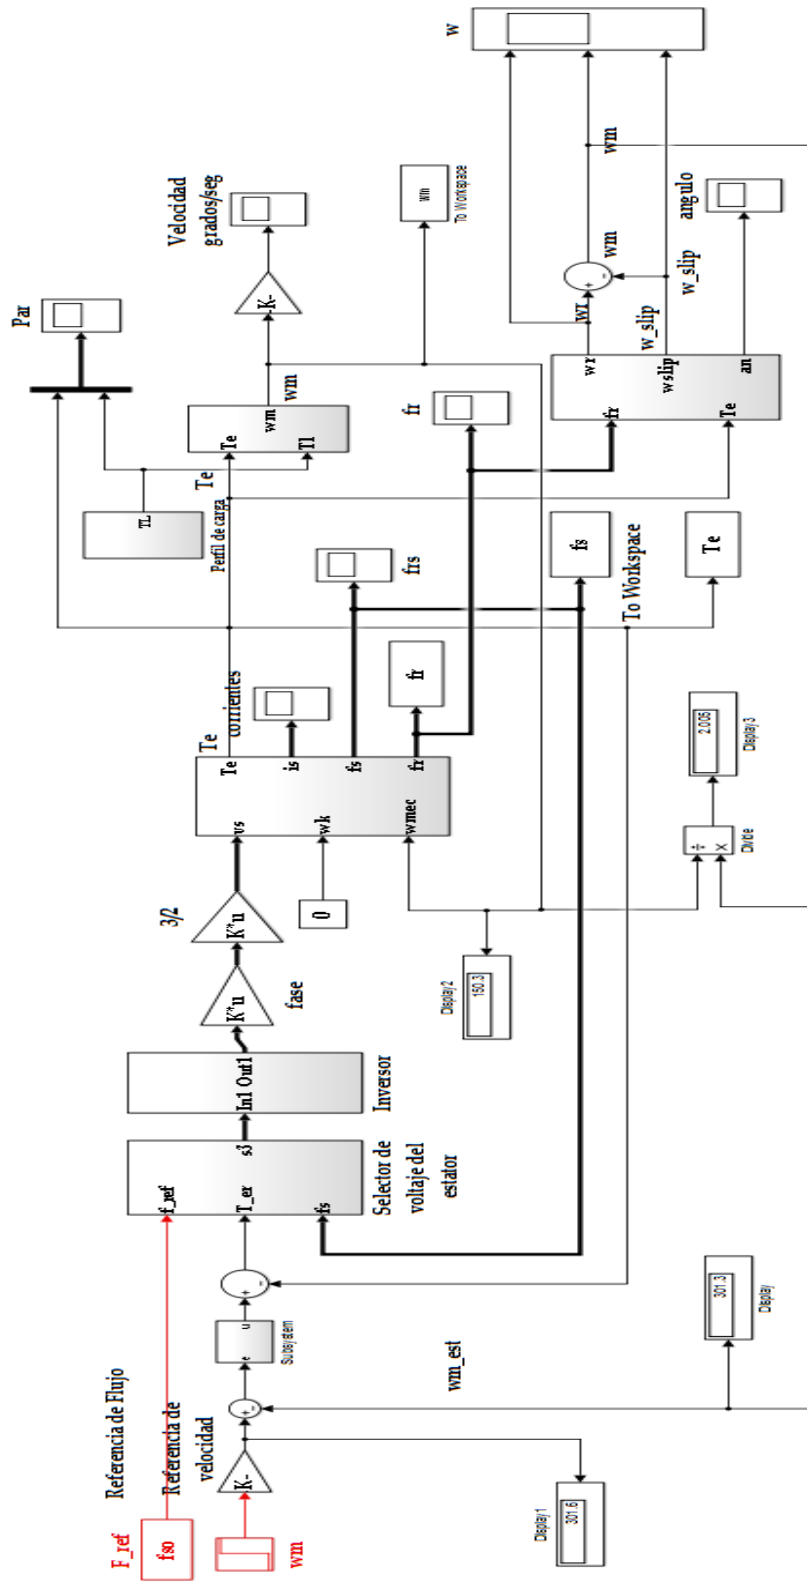 F_ref
fso
Referencia de Flujo
Referencia de
velocidad
wm
K-
Display1
301.6
e
u
Subsystem
wm_est
301.3
Display
f_ref
T_er
fs
s3
Selector de
voltaje del
estator
In1 Out1
Inversor
K*u
fase
K*u
3/2
0
Display2
150.3
vs
wk
wmec
Te
is
fs
fr
Te
corrientes
fr
frs
fs
To Workspace
Te
÷
×
Divide
2.005
Display3
TL
Perfil de carga
Par
Te
Te
Tl
wm
wm
-K-
Velocidad
grados/seg
wm
To Workspace
fr
fr
Te
wr
wslip
an
wr
w_slip
w_slip
wm
wm
angulo
w